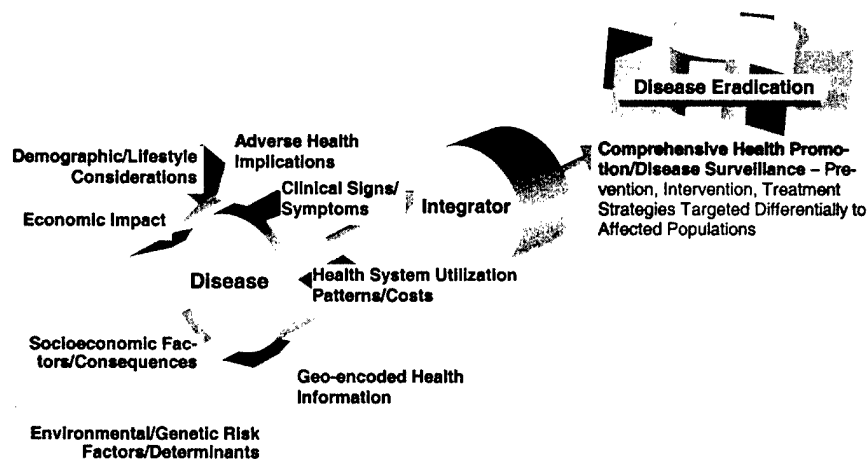 Disease Eradication
Comprehensive Health Promo-
tion/Disease Surveillance – Pre-
vention, Intervention, Treatment
Strategies Targeted Differentially to
Affected Populations
Adverse Health
Implications
Demographic/Lifestyle
Considerations
Clinical Signs/
Symptoms
Integrator
Economic Impact
Disease
Health System Utilization
Patterns/Costs
Socioeconomic Fac-
tors/Consequences
Geo-encoded Health
Information
Environmental/Genetic Risk
Factors/Determinants